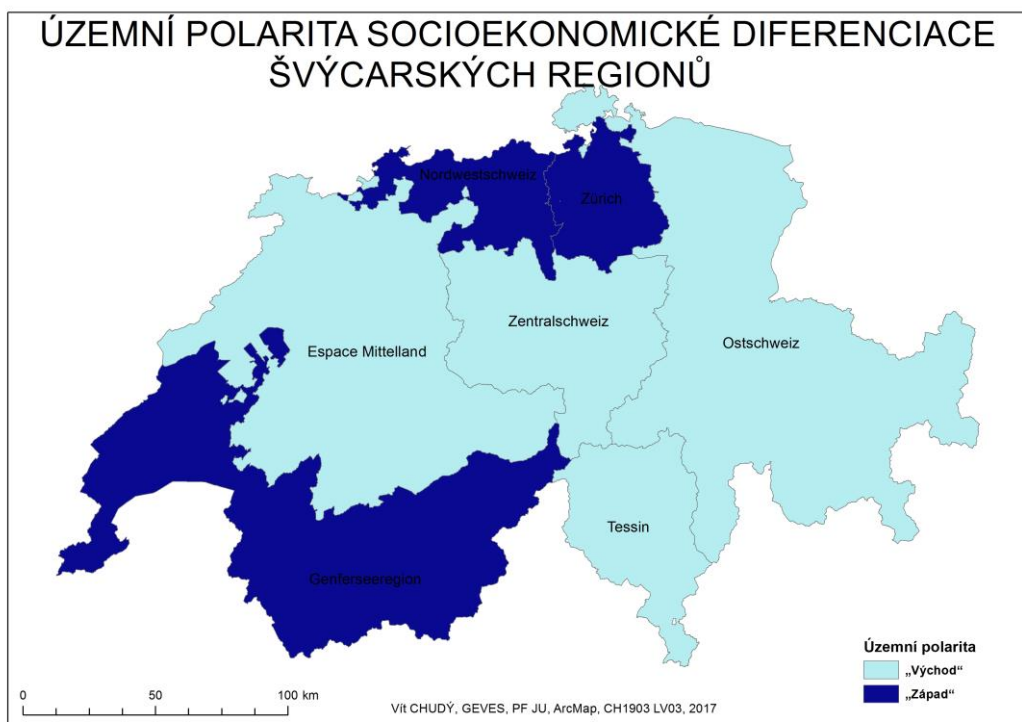 ÚZEMNÍ POLARITA SOCIOEKONOMICKÉ DIFERENCIACE
ŠVÝCARSKÝCH REGIONŮ
Nordwestschweiz
Zürich
Zentralschweiz
Ostschweiz
Espace Mittelland
Tessin
Genferseeregion
Územní polarita
„Východ“
„Západ“
0 50 100 km
Vít CHUDÝ, GEVES, PF JU, ArcMap, CH1903 LV03, 2017